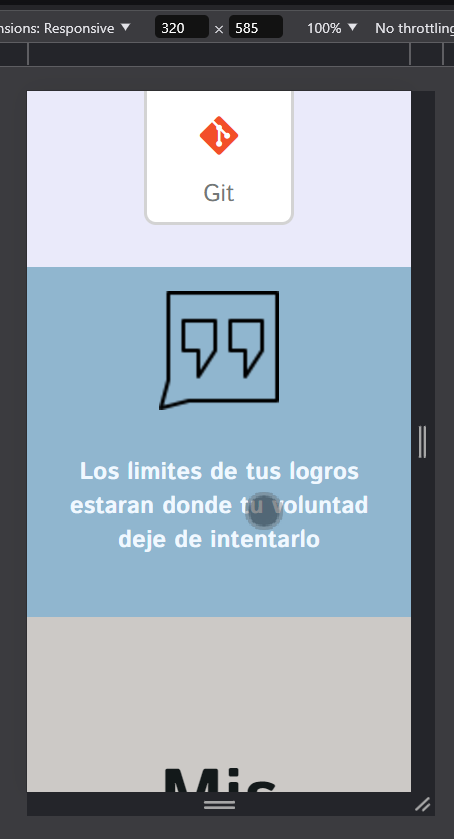 nsions: Responsive ▼ 320 × 585 100% ▼ No throttling
Git
Los limites de tus logros
estaran donde tu voluntad
deje de intentarlo
Mis